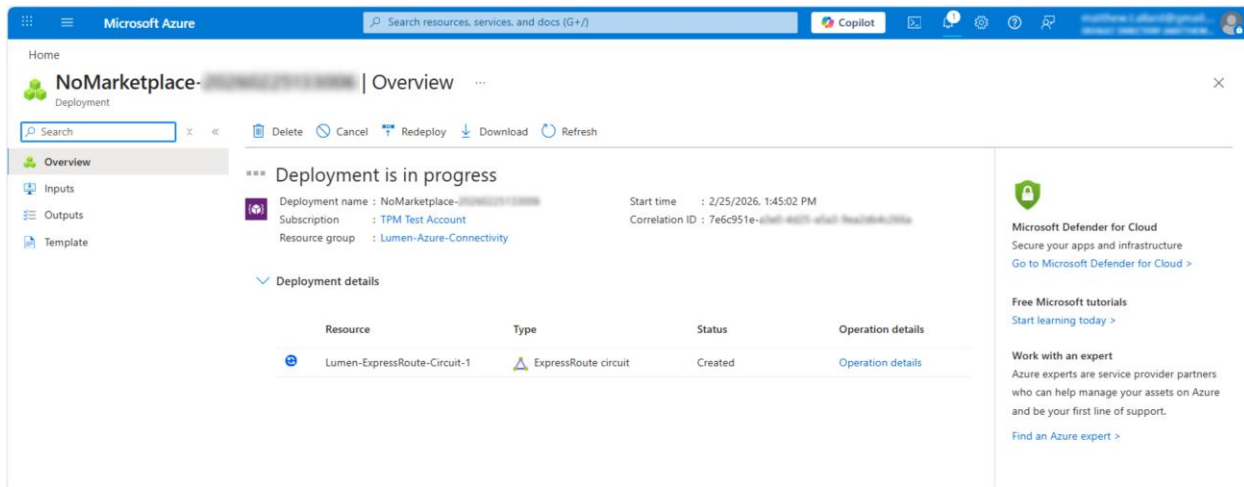 Microsoft Azure
Search resources, services, and docs (G+/)
Copilot
1
Home
NoMarketplace- | Overview ...
Deployment
Search
Delete Cancel Redeploy Download Refresh
Overview
Inputs
Outputs
Template
Deployment is in progress
Deployment name : NoMarketplace-
Subscription : TPM Test Account
Resource group : Lumen-Azure-Connectivity
Start time : 2/25/2026, 1:45:02 PM
Correlation ID : 7e6c951e-
Deployment details
Resource Type Status Operation details
Lumen-ExpressRoute-Circuit-1 ExpressRoute circuit Created Operation details
Microsoft Defender for Cloud
Secure your apps and infrastructure
Go to Microsoft Defender for Cloud >
Free Microsoft tutorials
Start learning today >
Work with an expert
Azure experts are service provider partners
who can help manage your assets on Azure
and be your first line of support.
Find an Azure expert >